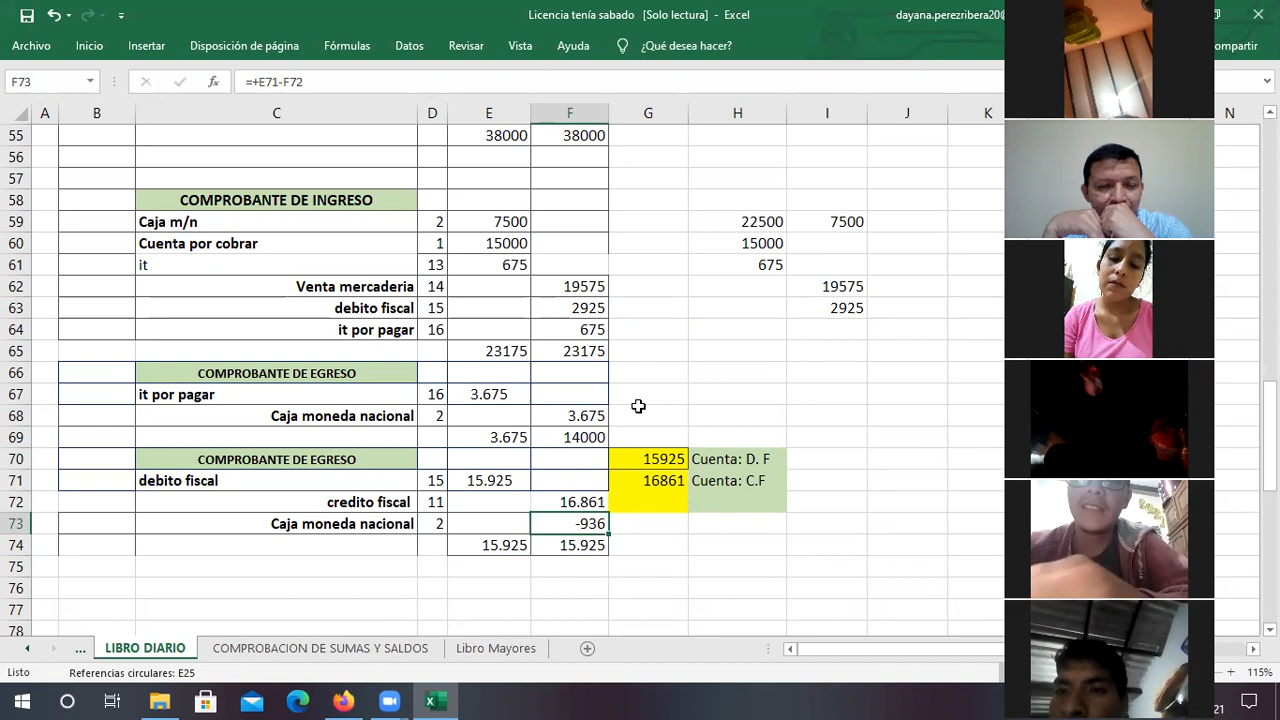 Licencia tenía sabado [Solo lectura] - Excel
dayana.perezribera20@
Archivo Inicio Insertar Disposición de página Fórmulas Datos Revisar Vista Ayuda ¿Qué desea hacer? ompartir
F73 fx =+E71-F72
A B C D E F G H I J K N
55 38000 38000
56
57
58 COMPROBANTE DE INGRESO
59 Caja m/n 2 7500 22500 7500
60 Cuenta por cobrar 1 15000 15000
61 it 13 675 675
62 Venta mercaderia 14 19575 19575
63 debito fiscal 15 2925 2925
64 it por pagar 16 675
65 23175 23175
66 COMPROBANTE DE EGRESO
67 it por pagar 16 3.675
68 Caja moneda nacional 2 3.675
69 3.675 14000
70 COMPROBANTE DE EGRESO 15925 Cuenta: D. F
71 debito fiscal 15 15.925 16861 Cuenta: C.F
72 credito fiscal 11 16.861
73 Caja moneda nacional 2 -936
74 15.925 15.925
75
76
77
78
... LIBRO DIARIO COMPROBACION DE SUMAS Y SALDOS Libro Mayores
Listo Referencias circulares: E25 115%
21